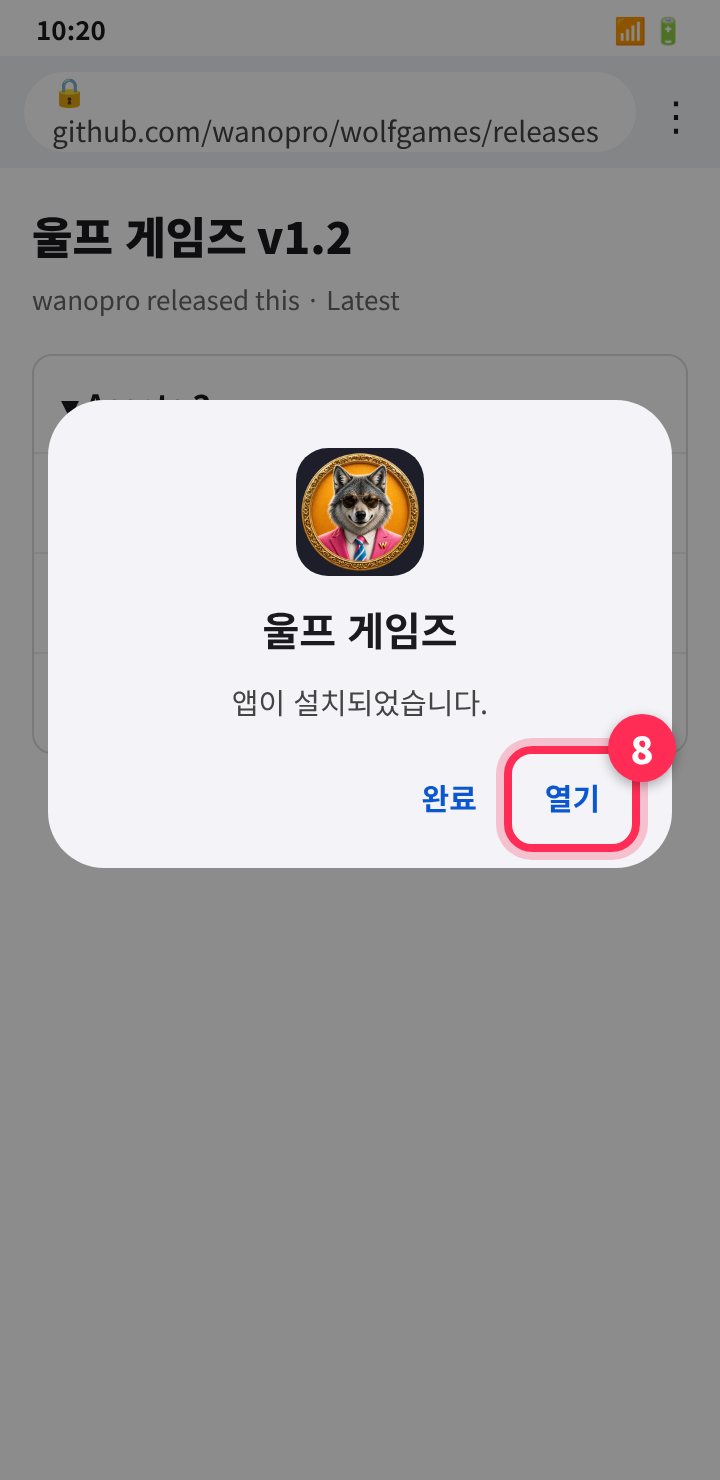 10:20
github.com/wanopro/wolfgames/releases
울프 게임즈 v1.2
wanopro released this · Latest
울프 게임즈
앱이 설치되었습니다.
8
완료 열기